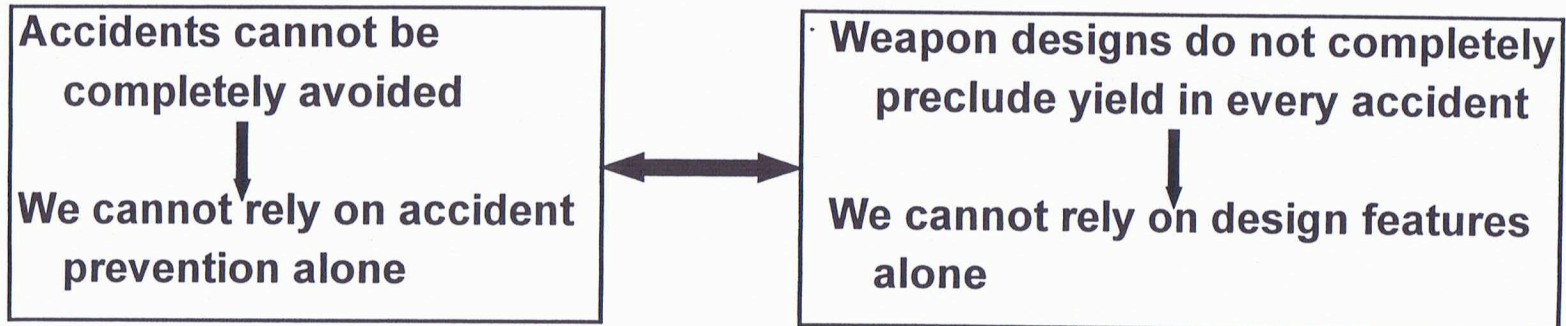 Accidents cannot be
completely avoided
We cannot rely on accident
prevention alone
Weapon designs do not completely
preclude yield in every accident
We cannot rely on design features
alone